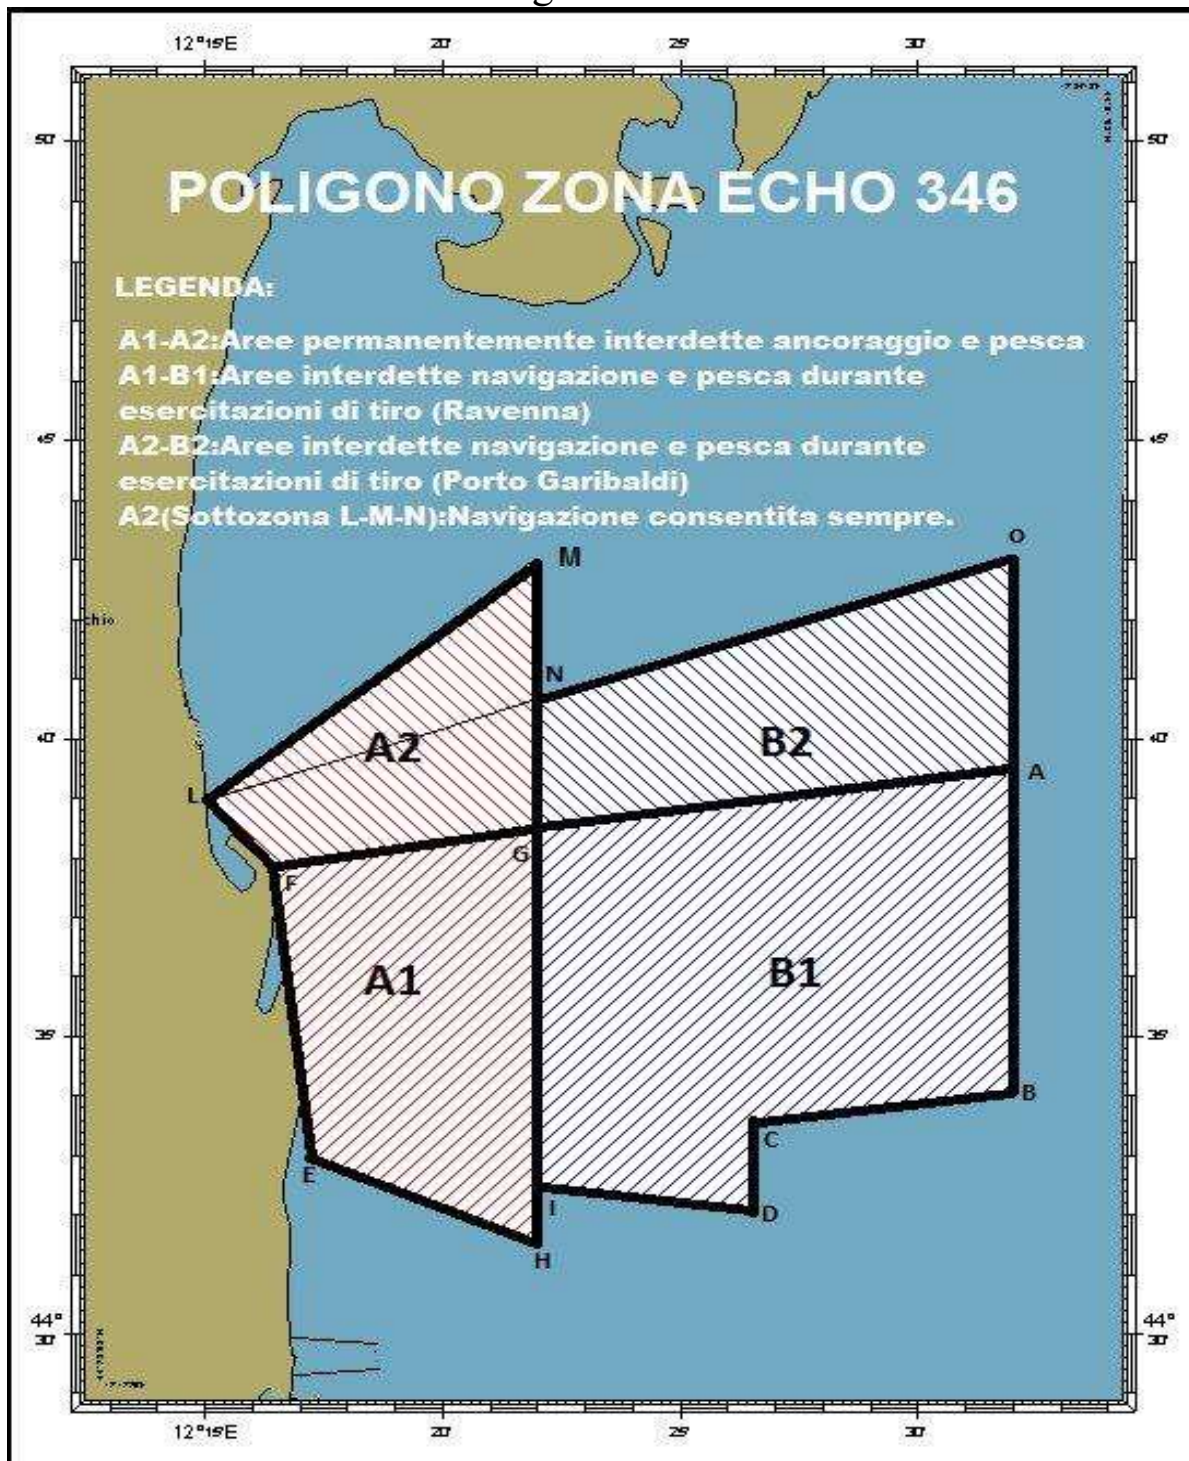 12°15'E 20' 25' 30'
50' 50'
POLIGONO ZONA ECHO 346
LEGENDA:
A1-A2:Aree permanentemente interdette ancoraggio e pesca
A1-B1:Aree interdette navigazione e pesca durante
esercitazioni di tiro (Ravenna)
45' 45'
A2-B2:Aree interdette navigazione e pesca durante
esercitazioni di tiro (Porto Garibaldi)
A2(Sottozona L-M-N):Navigazione consentita sempre.
O
M
chio
N
40' A2 B2 40'
A
L
G
F
A1 B1
35' 35'
B
C
E
I D
H
44° 44°
30' 30'
12°15'E 20' 25' 30'